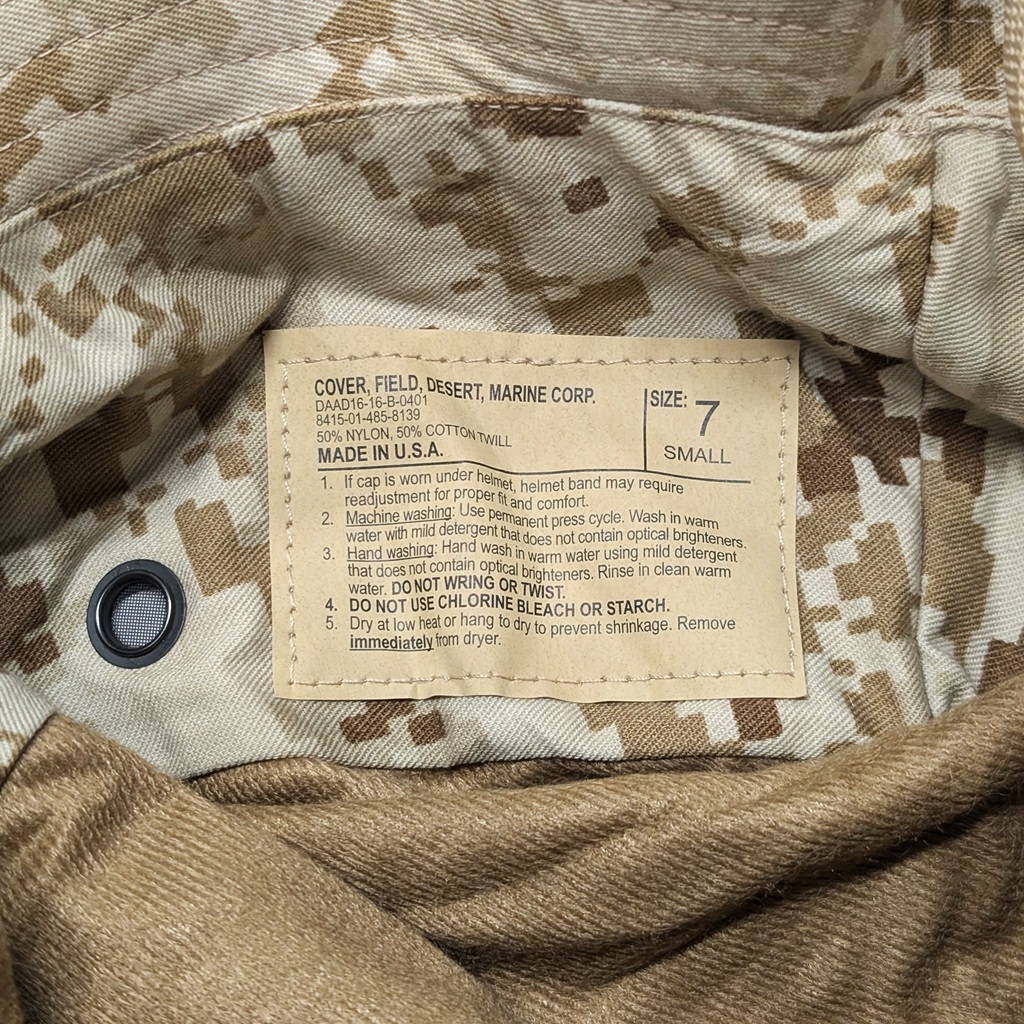 COVER, FIELD, DESERT, MARINE CORP.
DAAD16-16-B-0401
8415-01-485-8139
50% NYLON, 50% COTTON TWILL
MADE IN U.S.A.
SIZE: 7
SMALL
1. If cap is worn under helmet, helmet band may require
readjustment for proper fit and comfort.
2. Machine washing: Use permanent press cycle. Wash in warm
water with mild detergent that does not contain optical brighteners.
3. Hand washing: Hand wash in warm water using mild detergent
that does not contain optical brighteners. Rinse in clean warm
water. DO NOT WRING OR TWIST.
4. DO NOT USE CHLORINE BLEACH OR STARCH.
5. Dry at low heat or hang to dry to prevent shrinkage. Remove
immediately from dryer.